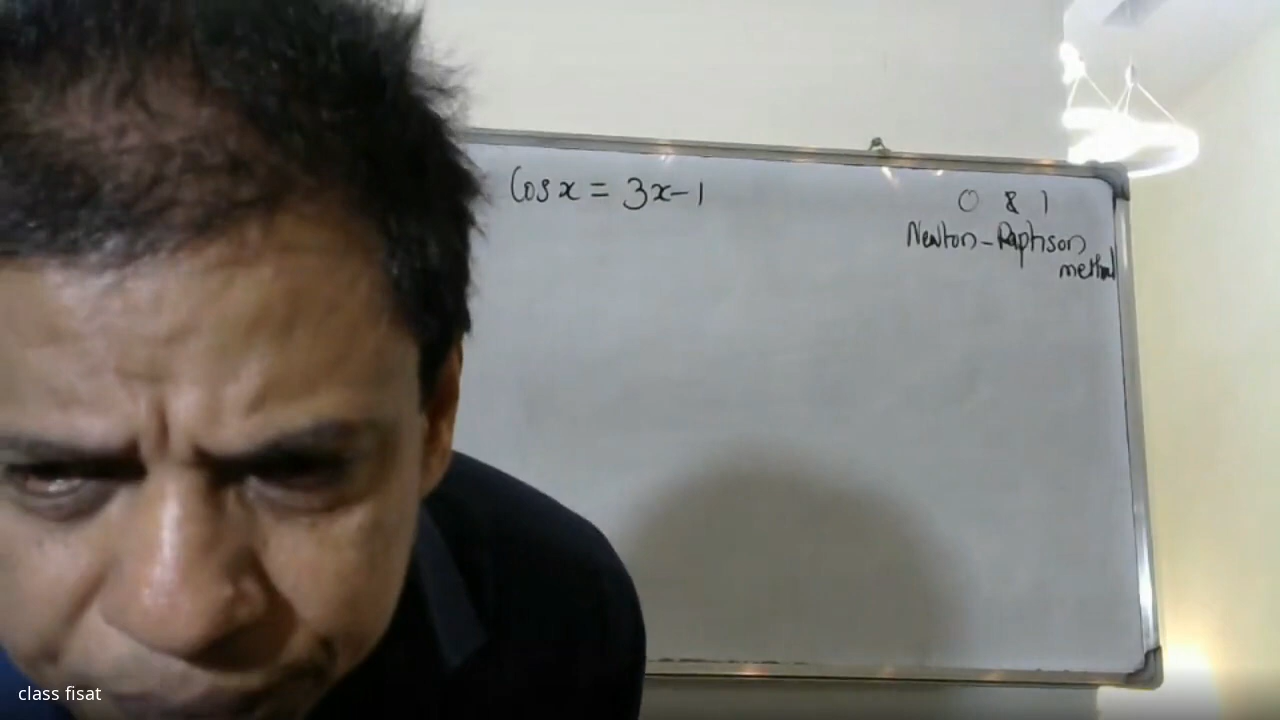 Cos x = 3x-1
0 & 1
Newton-Raphson
method
class fisat